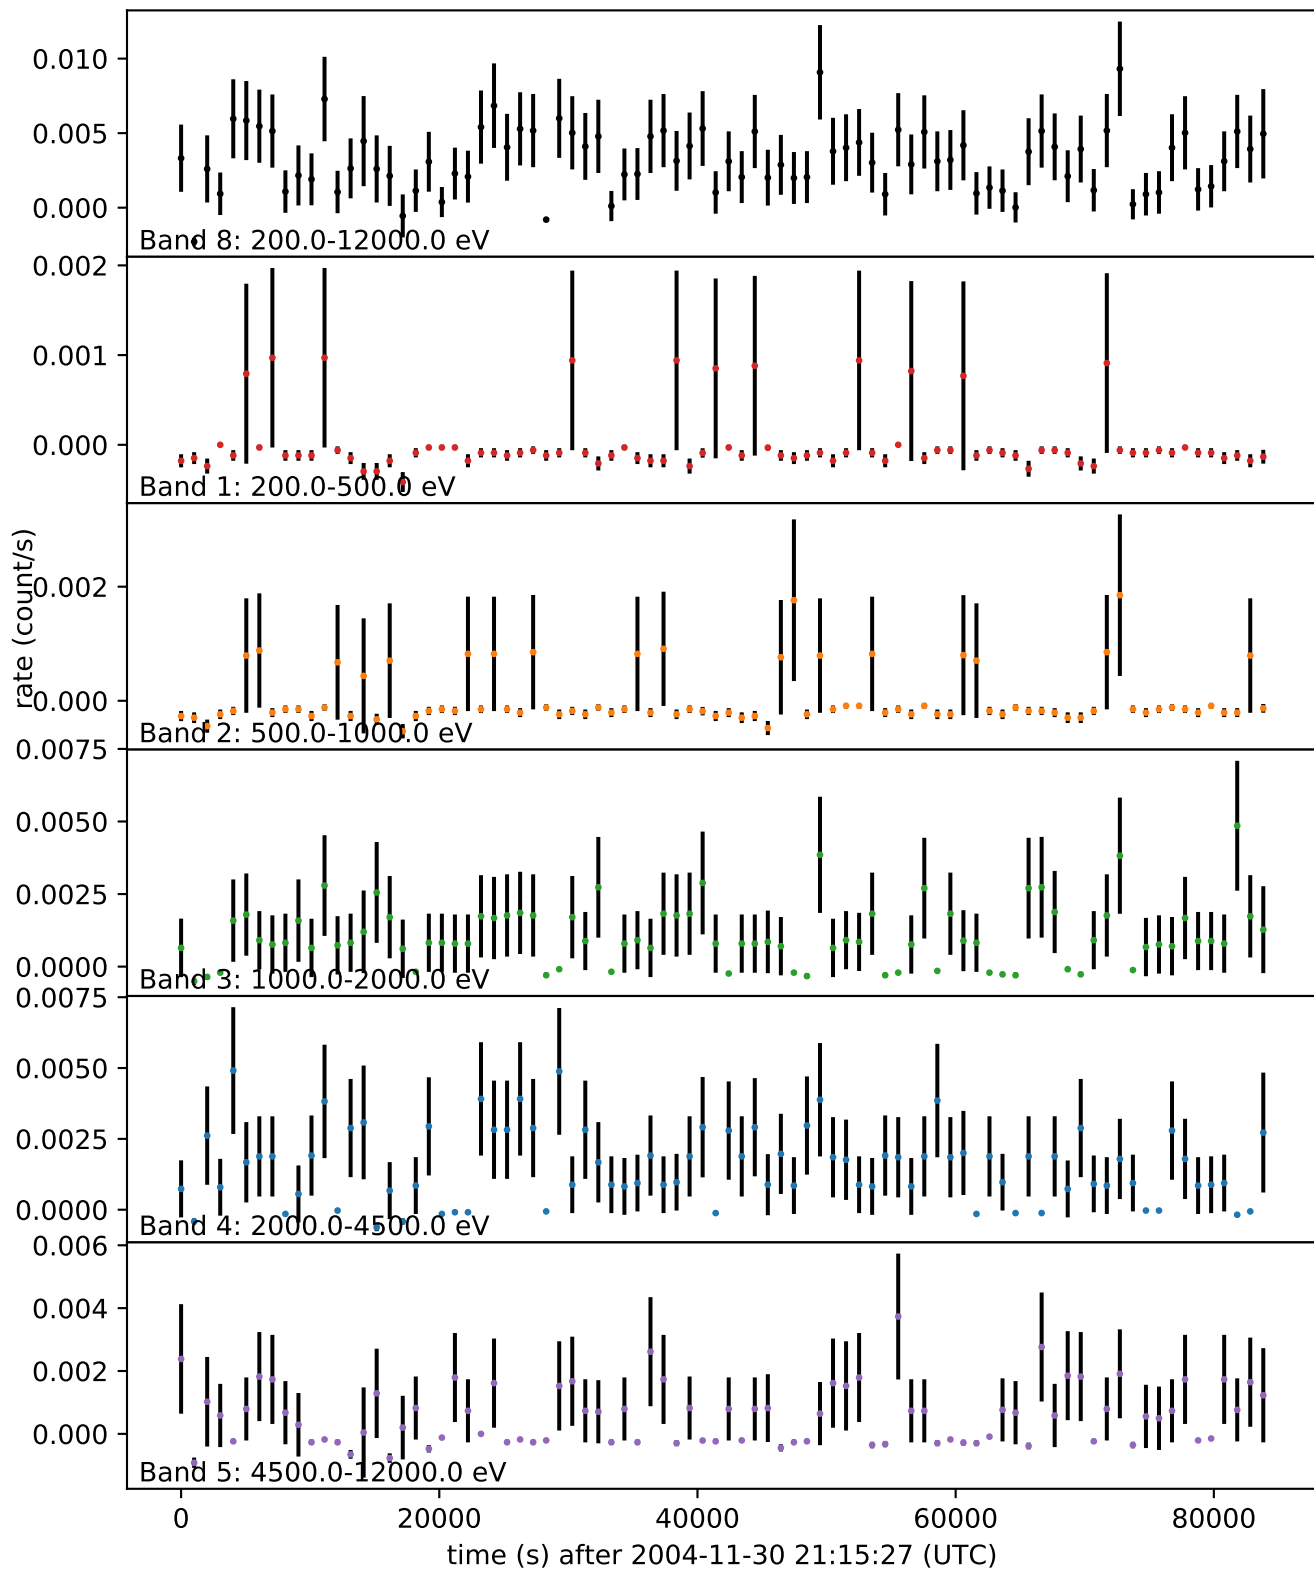 0.010
0.005
0.000
Band 8: 200.0-12000.0 eV
0.002
0.001
0.000
Band 1: 200.0-500.0 eV
rate (count/s)
0.002
0.000
Band 2: 500.0-1000.0 eV
0.0075
0.0050
0.0025
0.0000
Band 3: 1000.0-2000.0 eV
0.0075
0.0050
0.0025
0.0000
Band 4: 2000.0-4500.0 eV
0.006
0.004
0.002
0.000
Band 5: 4500.0-12000.0 eV
0 20000 40000 60000 80000
time (s) after 2004-11-30 21:15:27 (UTC)